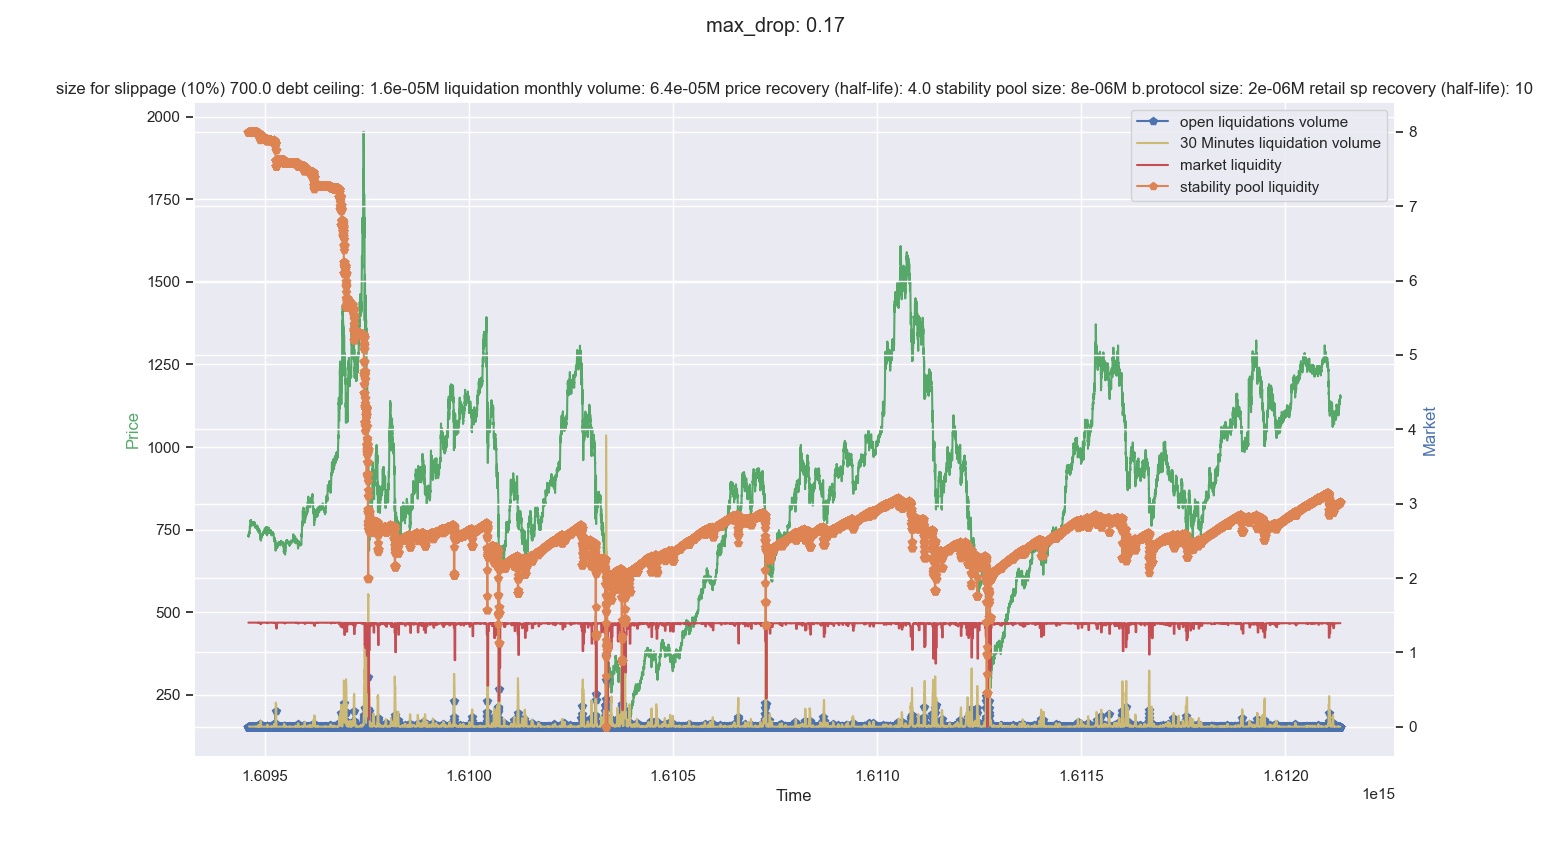 max_drop: 0.17
size for slippage (10%) 700.0 debt ceiling: 1.6e-05M liquidation monthly volume: 6.4e-05M price recovery (half-life): 4.0 stability pool size: 8e-06M b.protocol size: 2e-06M retail sp recovery (half-life): 10
open liquidations volume
30 Minutes liquidation volume
market liquidity
stability pool liquidity
2000
1750
1500
1250
1000
750
500
250
Price
8
7
6
5
4
3
2
1
0
Market
1.6095
1.6100
1.6105
1.6110
1.6115
1.6120
1e15
Time